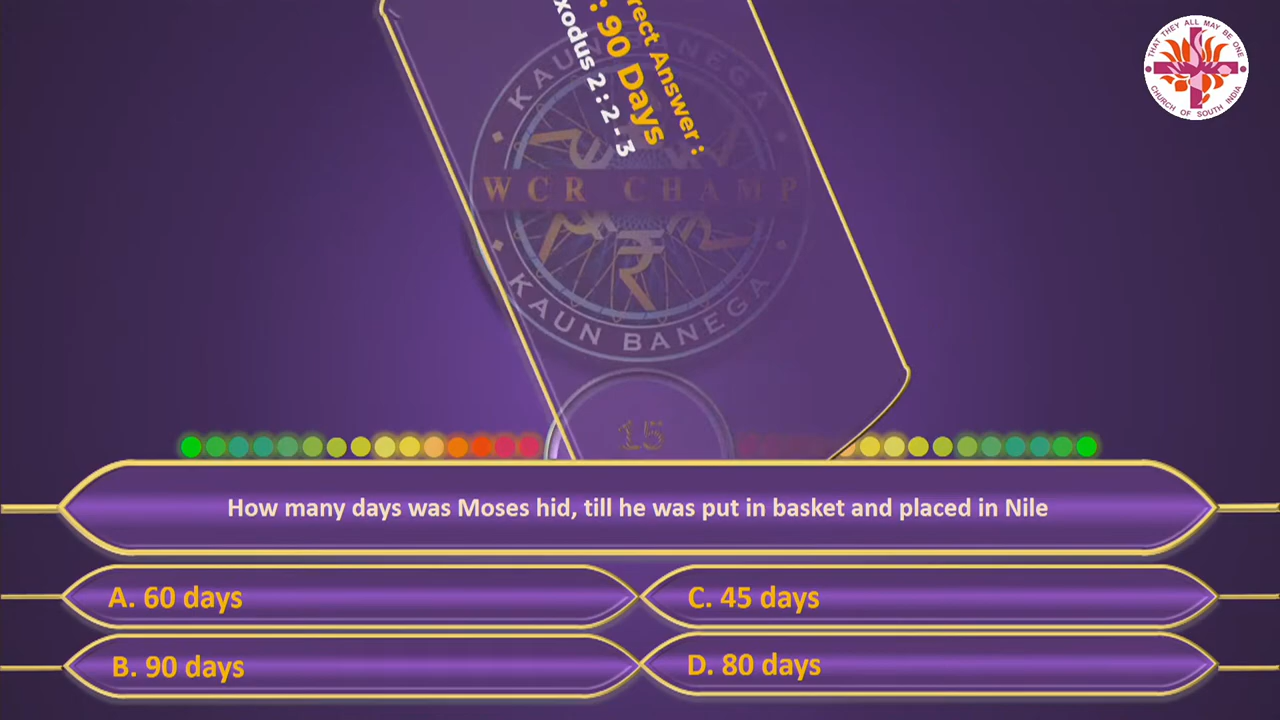 rect Answer :
: 90 Days
xodus 2 : 2 - 3
THAT THEY ALL MAY BE ONE
CHURCH OF SOUTH INDIA
KAUN BANEGA
WCR CHAMP
₹
KAUN BANEGA
15
How many days was Moses hid, till he was put in basket and placed in Nile
A. 60 days
C. 45 days
B. 90 days
D. 80 days